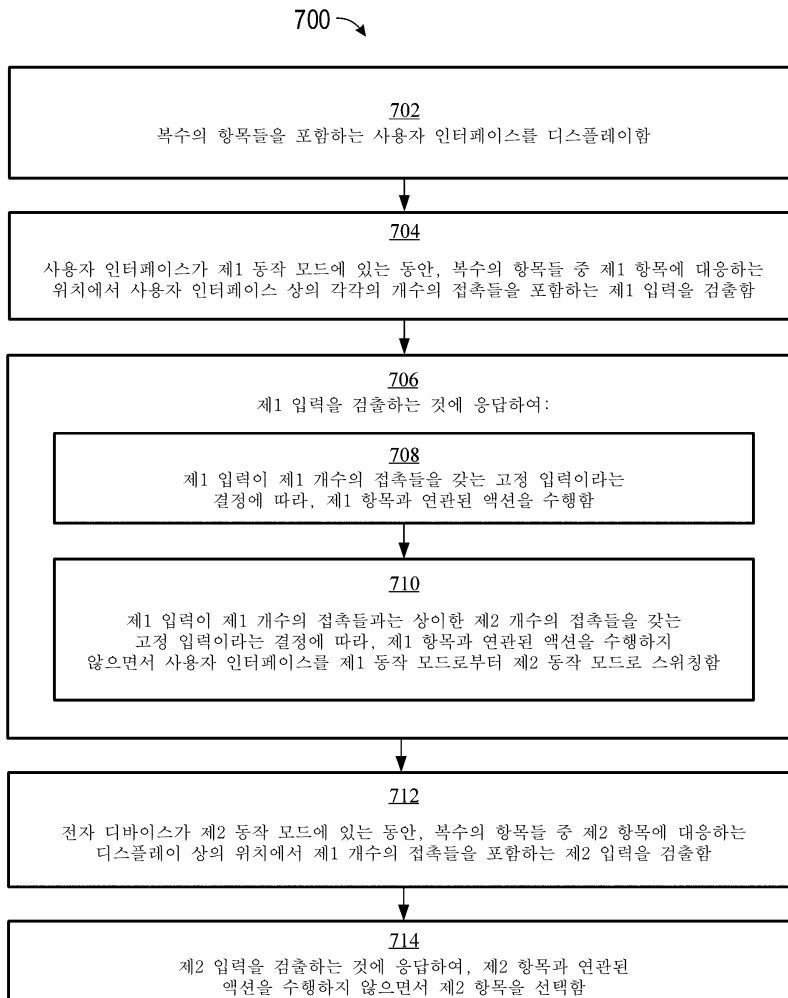 700
702
복수의 항목들을 포함하는 사용자 인터페이스를 디스플레이함
704
사용자 인터페이스가 제1 동작 모드에 있는 동안, 복수의 항목들 중 제1 항목에 대응하는
위치에서 사용자 인터페이스 상의 각각의 개수의 접촉들을 포함하는 제1 입력을 검출함
706
제1 입력을 검출하는 것에 응답하여:
708
제1 입력이 제1 개수의 접촉들을 갖는 고정 입력이라는
결정에 따라, 제1 항목과 연관된 액션을 수행함
710
제1 입력이 제1 개수의 접촉들과는 상이한 제2 개수의 접촉들을 갖는
고정 입력이라는 결정에 따라, 제1 항목과 연관된 액션을 수행하지
않으면서 사용자 인터페이스를 제1 동작 모드로부터 제2 동작 모드로 스위칭함
712
전자 디바이스가 제2 동작 모드에 있는 동안, 복수의 항목들 중 제2 항목에 대응하는
디스플레이 상의 위치에서 제1 개수의 접촉들을 포함하는 제2 입력을 검출함
714
제2 입력을 검출하는 것에 응답하여, 제2 항목과 연관된
액션을 수행하지 않으면서 제2 항목을 선택함